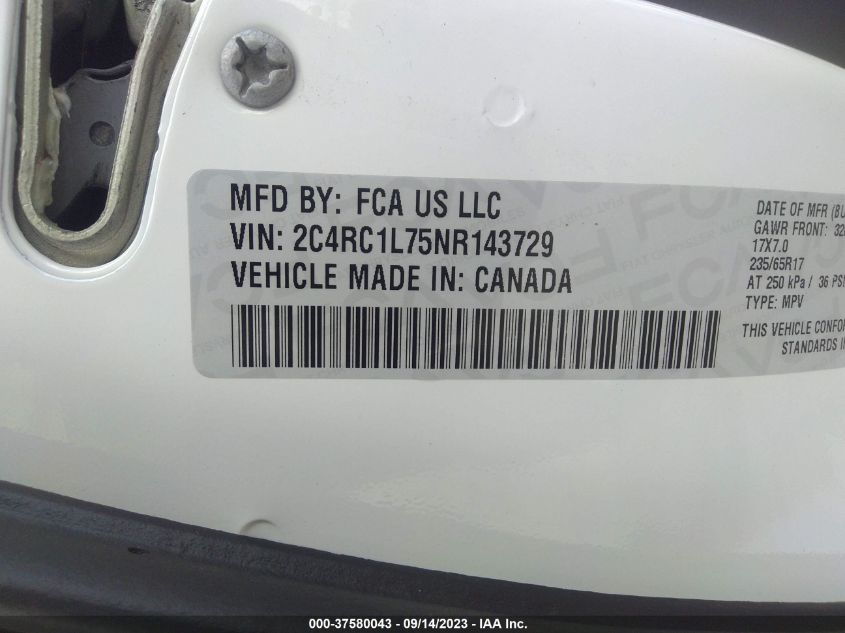 MFD BY: FCA US LLC
VIN: 2C4RC1L75NR143729
VEHICLE MADE IN: CANADA
DATE OF MFR
GAWR FRONT:
17X7.0
235/65R17
AT 250 kPa / 36 PSI
TYPE: MPV
THIS VEHICLE
STANDARDS
000-37580043 - 09/14/2023 - IAA Inc.